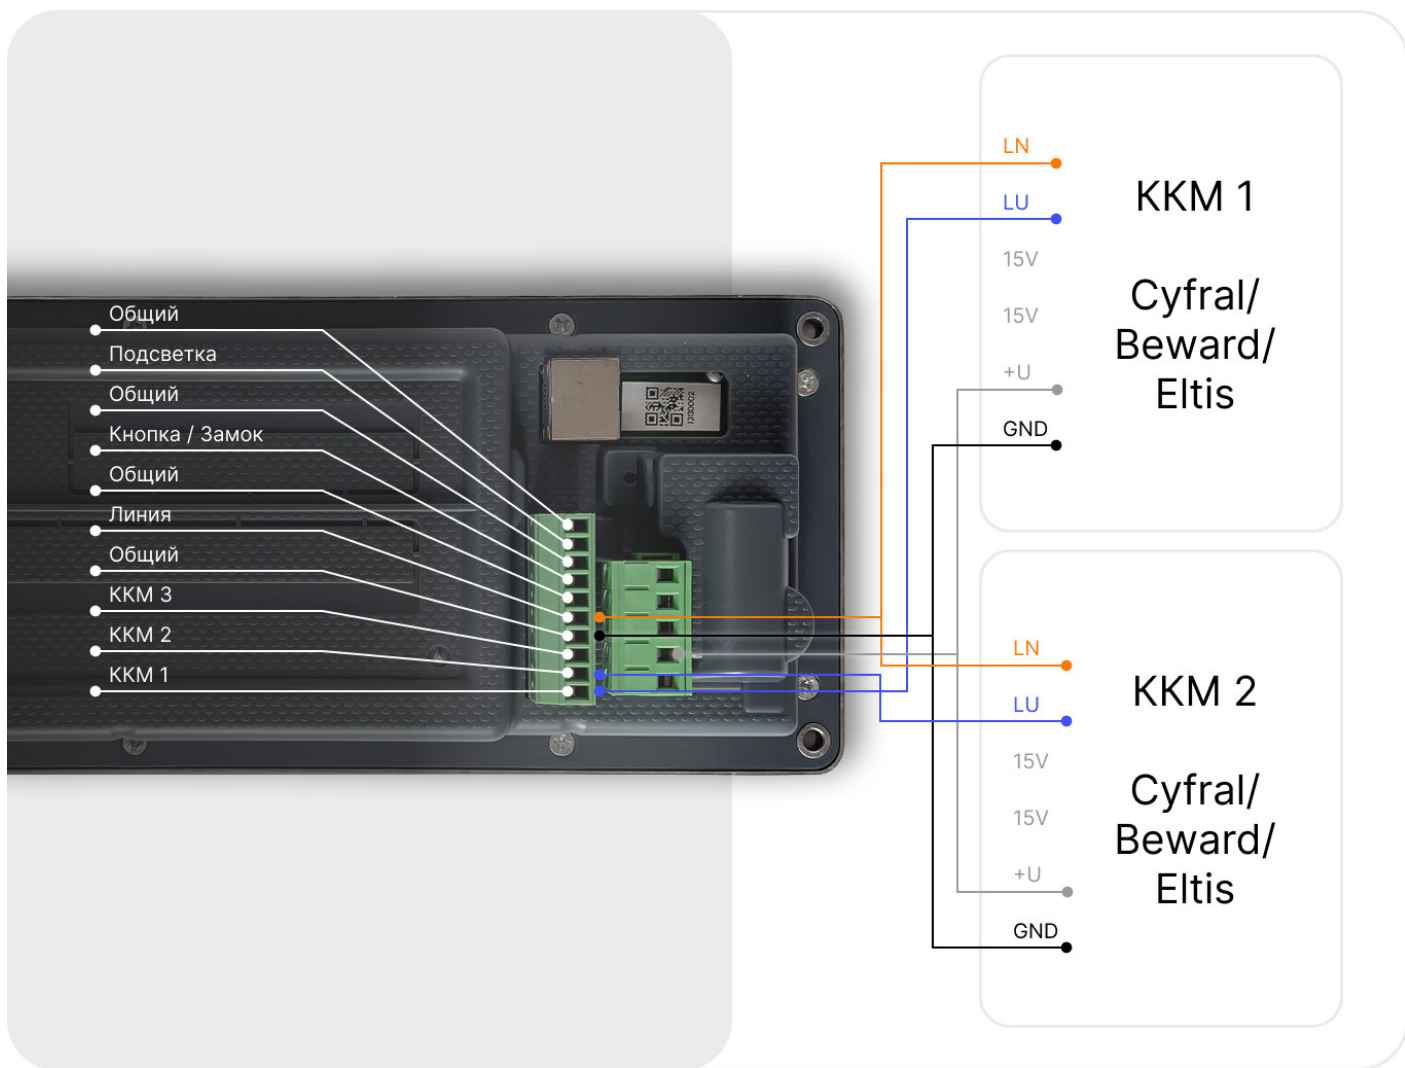 Общий
Подсветка
Общий
Кнопка / Замок
Общий
Линия
Общий
ККМ 3
ККМ 2
ККМ 1
1300002
LN
LU
15V
15V
+U
GND
ККМ 1
Cyfral/
Beward/
Eltis
LN
LU
15V
15V
+U
GND
ККМ 2
Cyfral/
Beward/
Eltis